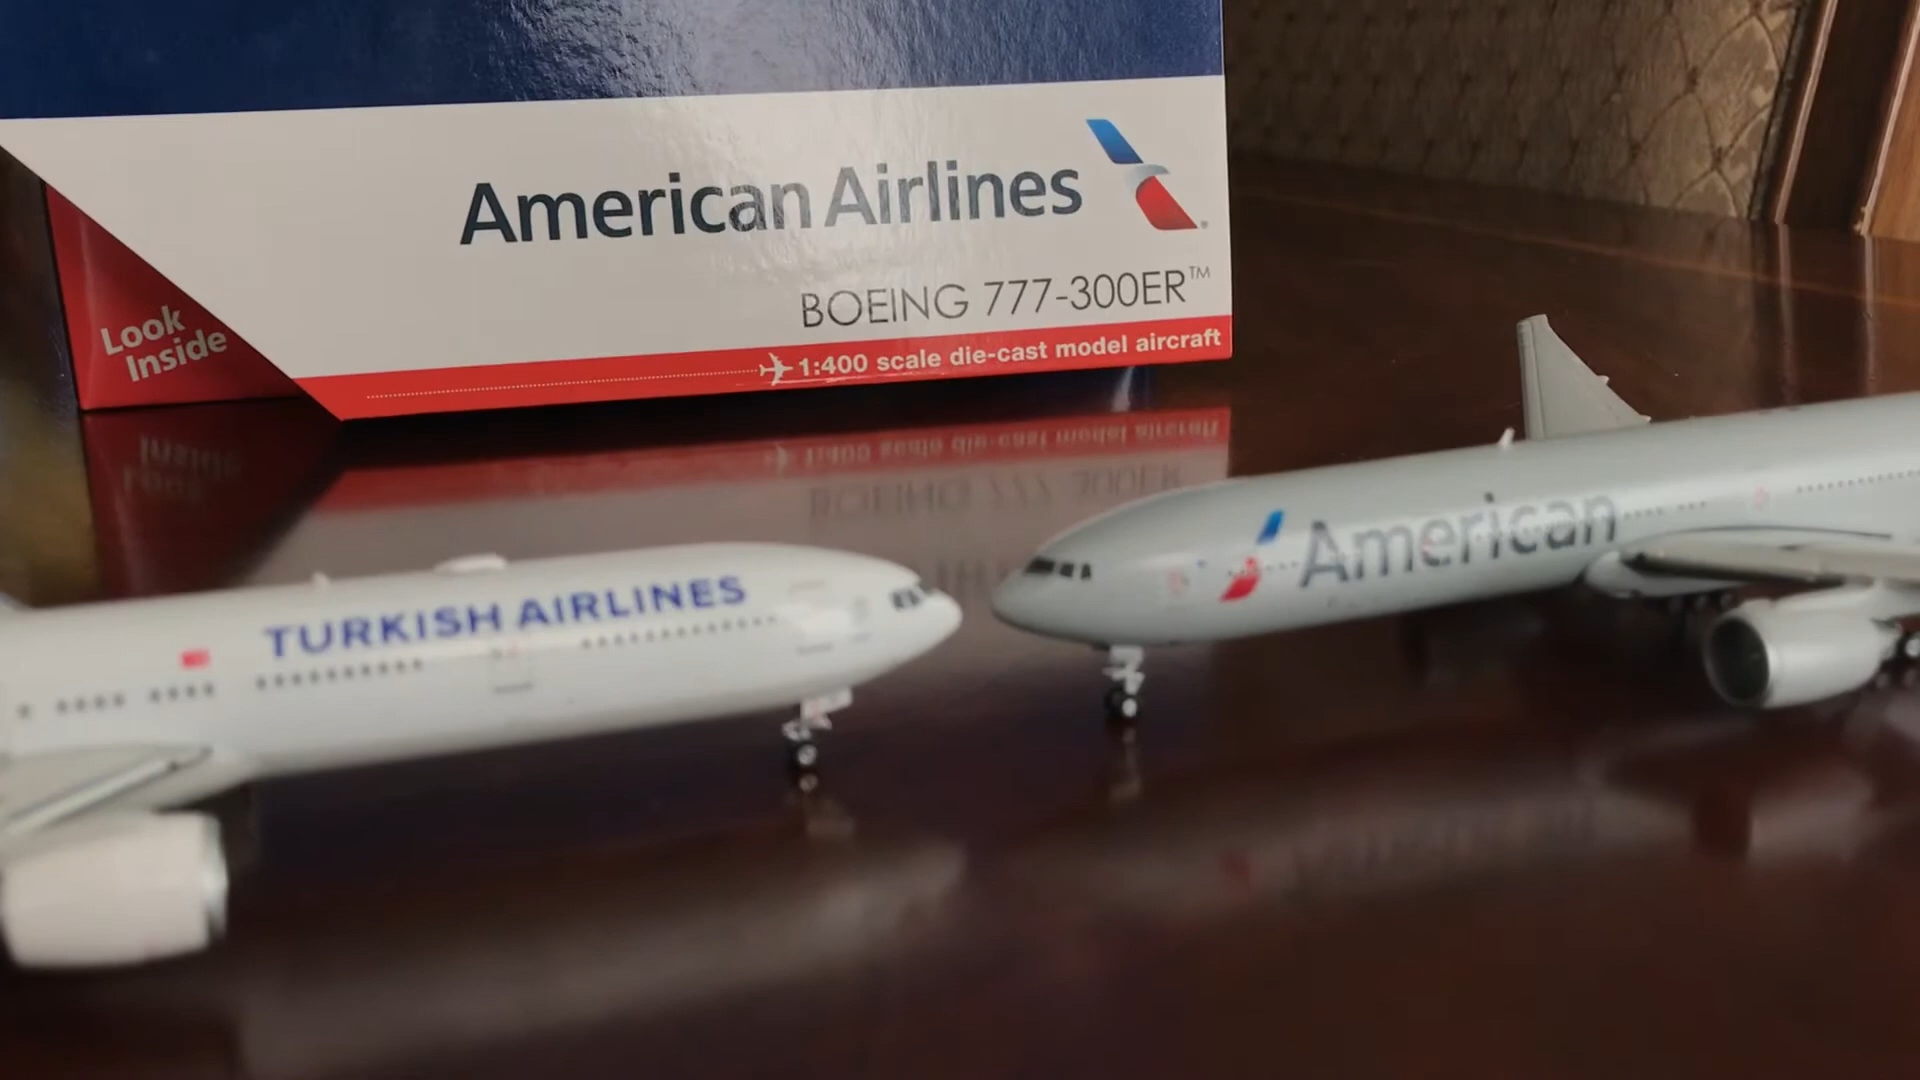 American Airlines
BOEING 777-300ER™
Look
Inside
1:400 scale die-cast model aircraft
TURKISH AIRLINES
American